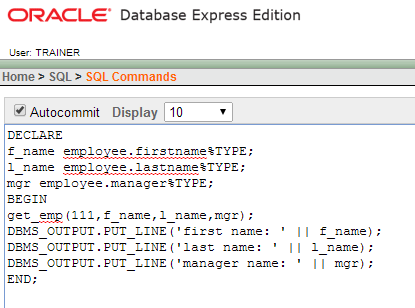 ORACLE® Database Express Edition
User: TRAINER
Home > SQL > SQL Commands
Autocommit Display 10
DECLARE
f_name employee.firstname%TYPE;
l_name employee.lastname%TYPE;
mgr employee.manager%TYPE;
BEGIN
get_emp(111,f_name,l_name,mgr);
DBMS_OUTPUT.PUT_LINE('first name: ' || f_name);
DBMS_OUTPUT.PUT_LINE('last name: ' || l_name);
DBMS_OUTPUT.PUT_LINE('manager name: ' || mgr);
END;